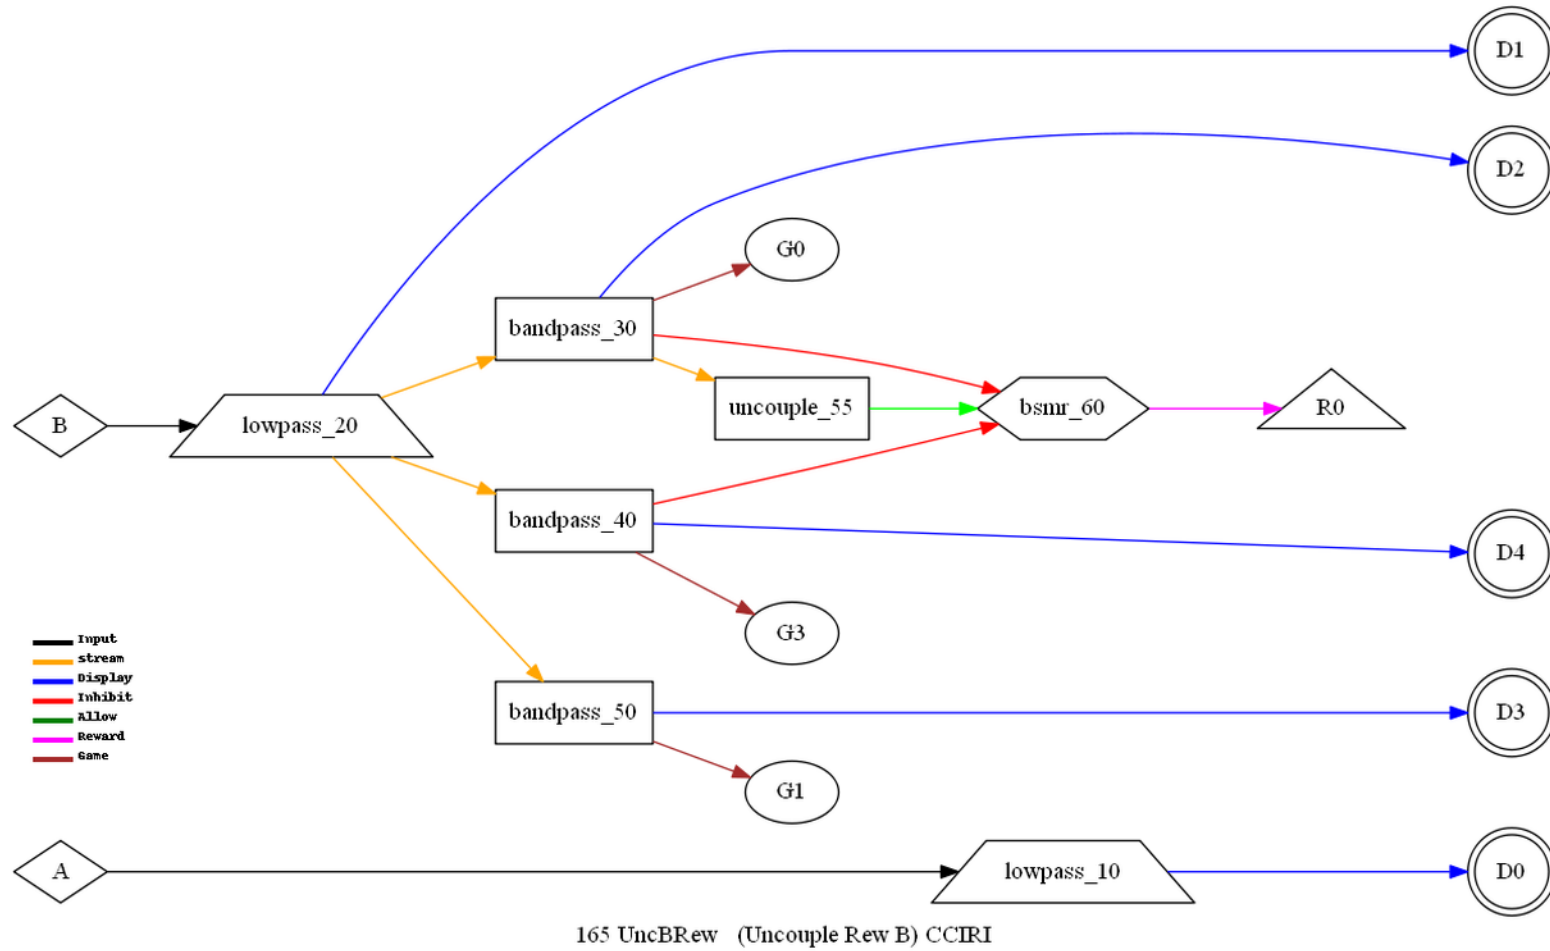 D1
D2
G0
bandpass_30
uncouple_55
bsmr_60
R0
B
lowpass_20
bandpass_40
D4
G3
Input
stream
Display
Inhibit
Allow
Reward
Game
bandpass_50
D3
G1
A
lowpass_10
D0
165 UncBRew (Uncouple Rew B) CCIRI